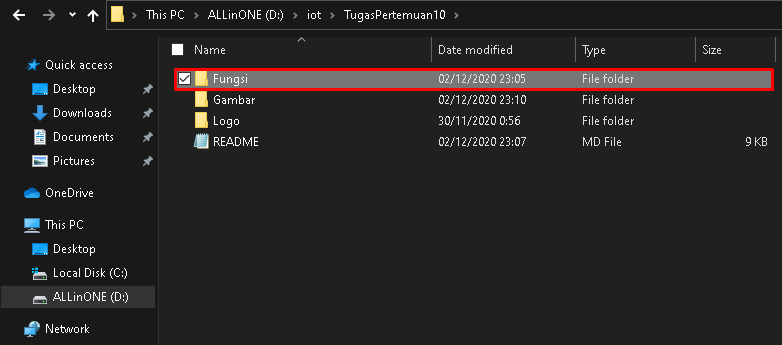 This PC > ALLinONE (D:) > iot > TugasPertemuan10 >
Name Date modified Type Size
Quick access
Desktop
Downloads
Documents
Pictures
OneDrive
This PC
Desktop
Local Disk (C:)
ALLinONE (D:)
Network
Fungsi 02/12/2020 23:05 File folder
Gambar 02/12/2020 23:10 File folder
Logo 30/11/2020 0:56 File folder
README 02/12/2020 23:07 MD File 9 KB